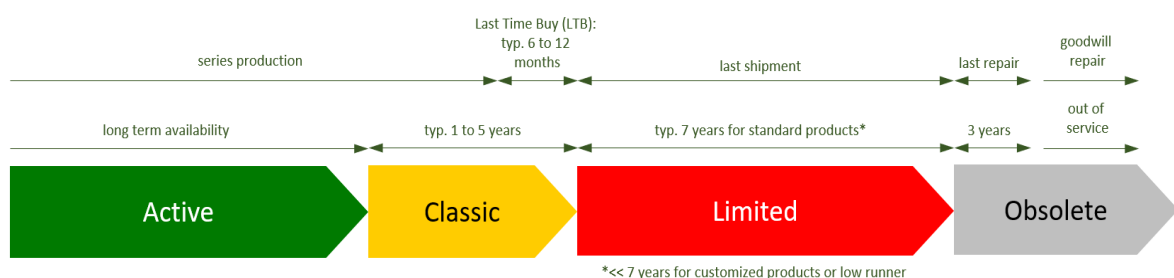 Last Time Buy (LTB):
typ. 6 to 12
months
goodwill
repair
series production
last shipment
last repair
out of
service
long term availability
typ. 1 to 5 years
typ. 7 years for standard products*
3 years
Active
Classic
Limited
Obsolete
*<< 7 years for customized products or low runner